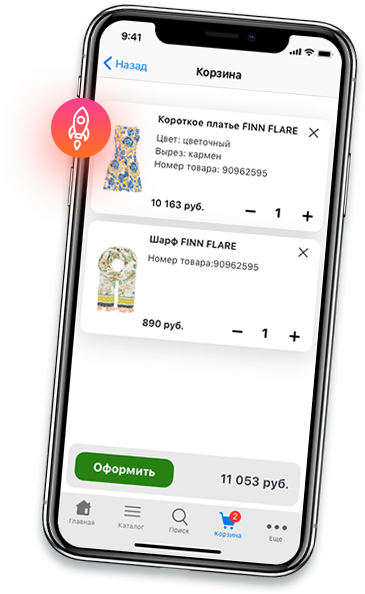 9:41
Назад
Корзина
Короткое платье FINN FLARE
Цвет: цветочный
Вырез: кармен
Номер товара: 90962595
10 163 руб.
1
Шарф FINN FLARE
Номер товара:90962595
890 руб.
1
Оформить
11 053 руб.
2
Главная
Каталог
Поиск
Корзина
Еще